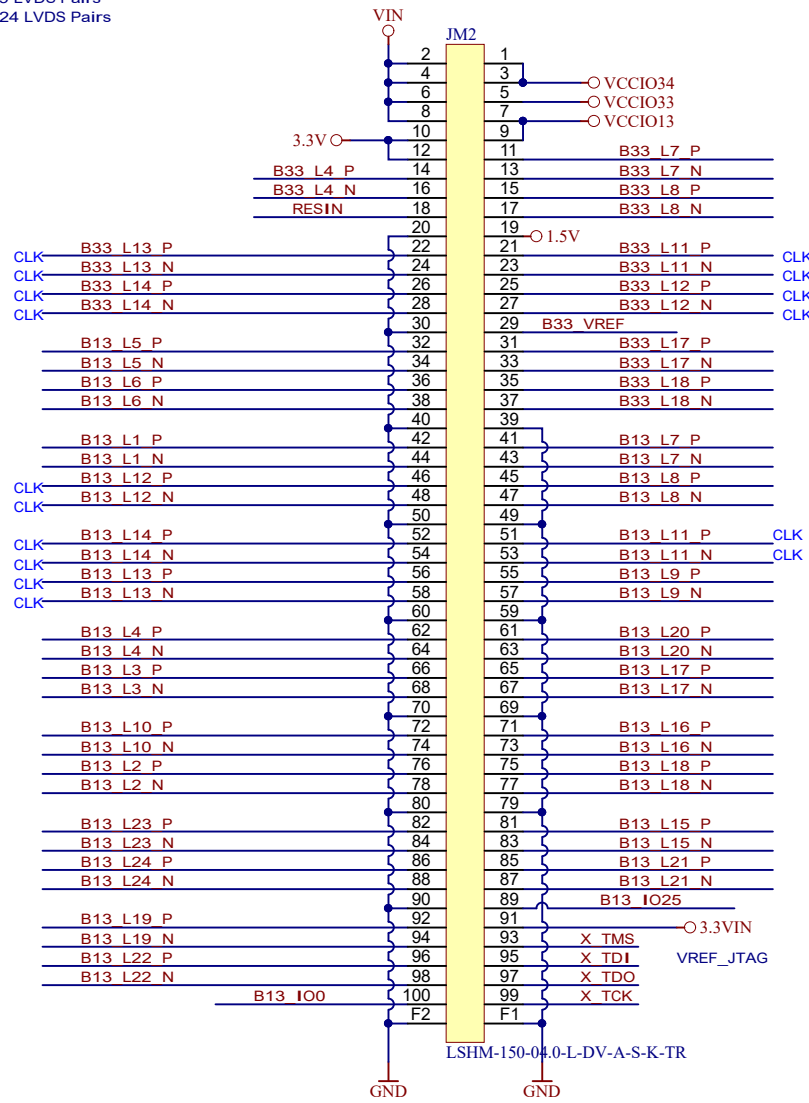 24 LVDS Pairs
VIN
JM2
2 1
4 3 VCCIO34
6 5 VCCIO33
8 7 VCCIO13
3.3V 10 9
12 11 B33_L7_P
B33_L4_P 14 13 B33_L7_N
B33_L4_N 16 15 B33_L8_P
RESIN 18 17 B33_L8_N
20 19 1.5V
CLK B33_L13_P 22 21 B33_L11_P CLK
CLK B33_L13_N 24 23 B33_L11_N CLK
CLK B33_L14_P 26 25 B33_L12_P CLK
CLK B33_L14_N 28 27 B33_L12_N CLK
30 29 B33_VREF
B13_L5_P 32 31 B33_L17_P
B13_L5_N 34 33 B33_L17_N
B13_L6_P 36 35 B33_L18_P
B13_L6_N 38 37 B33_L18_N
40 39
B13_L1_P 42 41 B13_L7_P
B13_L1_N 44 43 B13_L7_N
CLK B13_L12_P 46 45 B13_L8_P
CLK B13_L12_N 48 47 B13_L8_N
50 49
CLK B13_L14_P 52 51 B13_L11_P CLK
CLK B13_L14_N 54 53 B13_L11_N CLK
CLK B13_L13_P 56 55 B13_L9_P
CLK B13_L13_N 58 57 B13_L9_N
60 59
B13_L4_P 62 61 B13_L20_P
B13_L4_N 64 63 B13_L20_N
B13_L3_P 66 65 B13_L17_P
B13_L3_N 68 67 B13_L17_N
70 69
B13_L10_P 72 71 B13_L16_P
B13_L10_N 74 73 B13_L16_N
B13_L2_P 76 75 B13_L18_P
B13_L2_N 78 77 B13_L18_N
80 79
B13_L23_P 82 81 B13_L15_P
B13_L23_N 84 83 B13_L15_N
B13_L24_P 86 85 B13_L21_P
B13_L24_N 88 87 B13_L21_N
90 89 B13_IO25
B13_L19_P 92 91 3.3VIN
B13_L19_N 94 93 X_TMS
B13_L22_P 96 95 X_TDI VREF_JTAG
B13_L22_N 98 97 X_TDO
B13_IO0 100 99 X_TCK
F2 F1
LSHM-150-04.0-L-DV-A-S-K-TR
GND GND